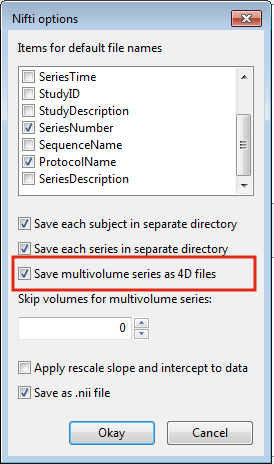 Nifti options
Items for default file names
SeriesTime
StudyID
StudyDescription
SeriesNumber
SequenceName
ProtocolName
SeriesDescription
Save each subject in separate directory
Save each series in separate directory
Save multivolume series as 4D files
Skip volumes for multivolume series:
0
Apply rescale slope and intercept to data
Save as .nii file
Okay Cancel